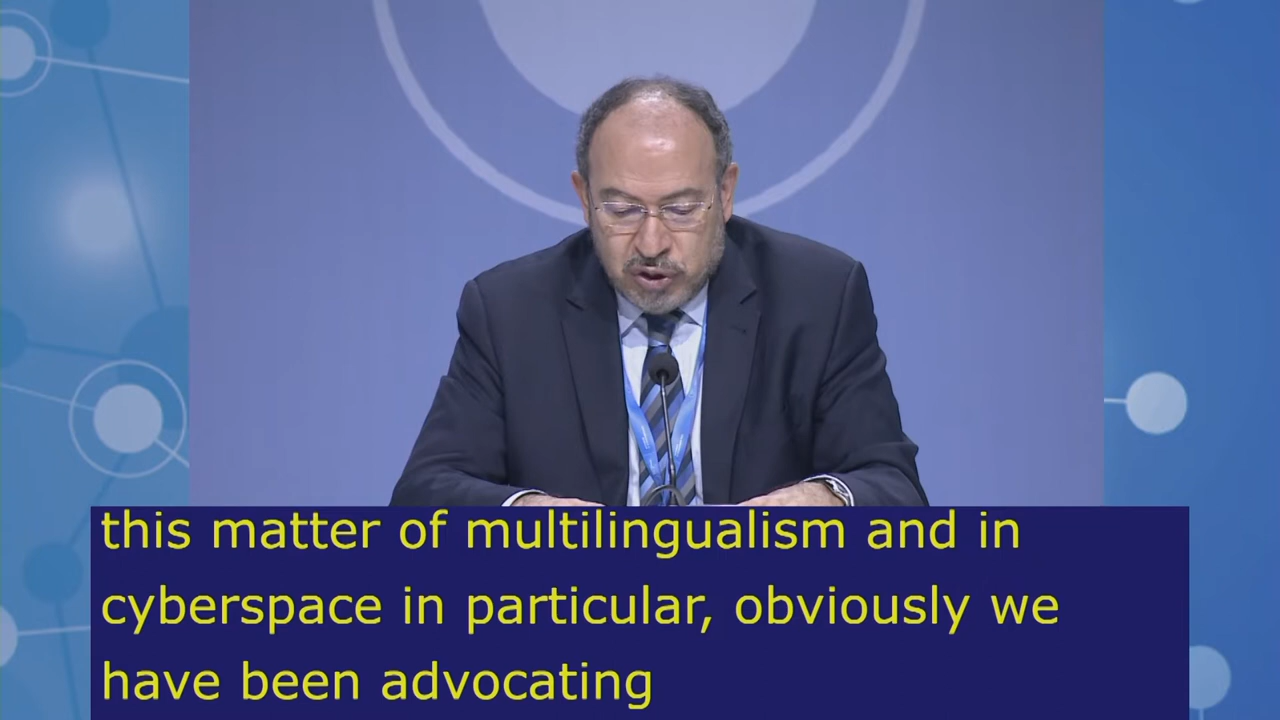 this matter of multilingualism and in
cyberspace in particular, obviously we
have been advocating